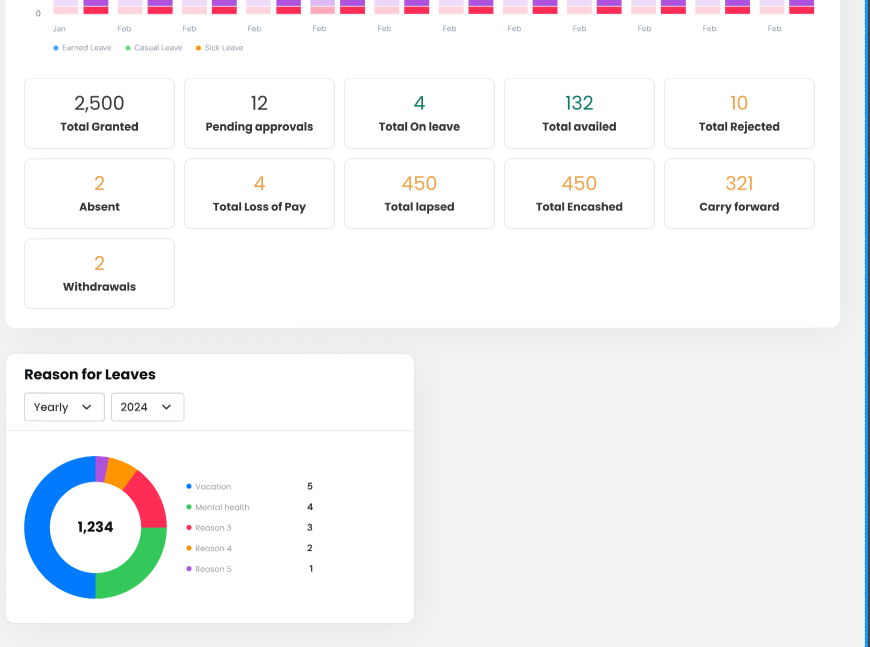 0
Jan Feb Feb Feb Feb Feb Feb Feb Feb Feb Feb Feb
Earned Leave Casual Leave Sick Leave
2,500 12 4 132 10
Total Granted Pending approvals Total On leave Total availed Total Rejected
2 4 450 450 321
Absent Total Loss of Pay Total lapsed Total Encashed Carry forward
2
Withdrawals
Reason for Leaves
Yearly 2024
1,234
Vacation 5
Mental health 4
Reason 3 3
Reason 4 2
Reason 5 1